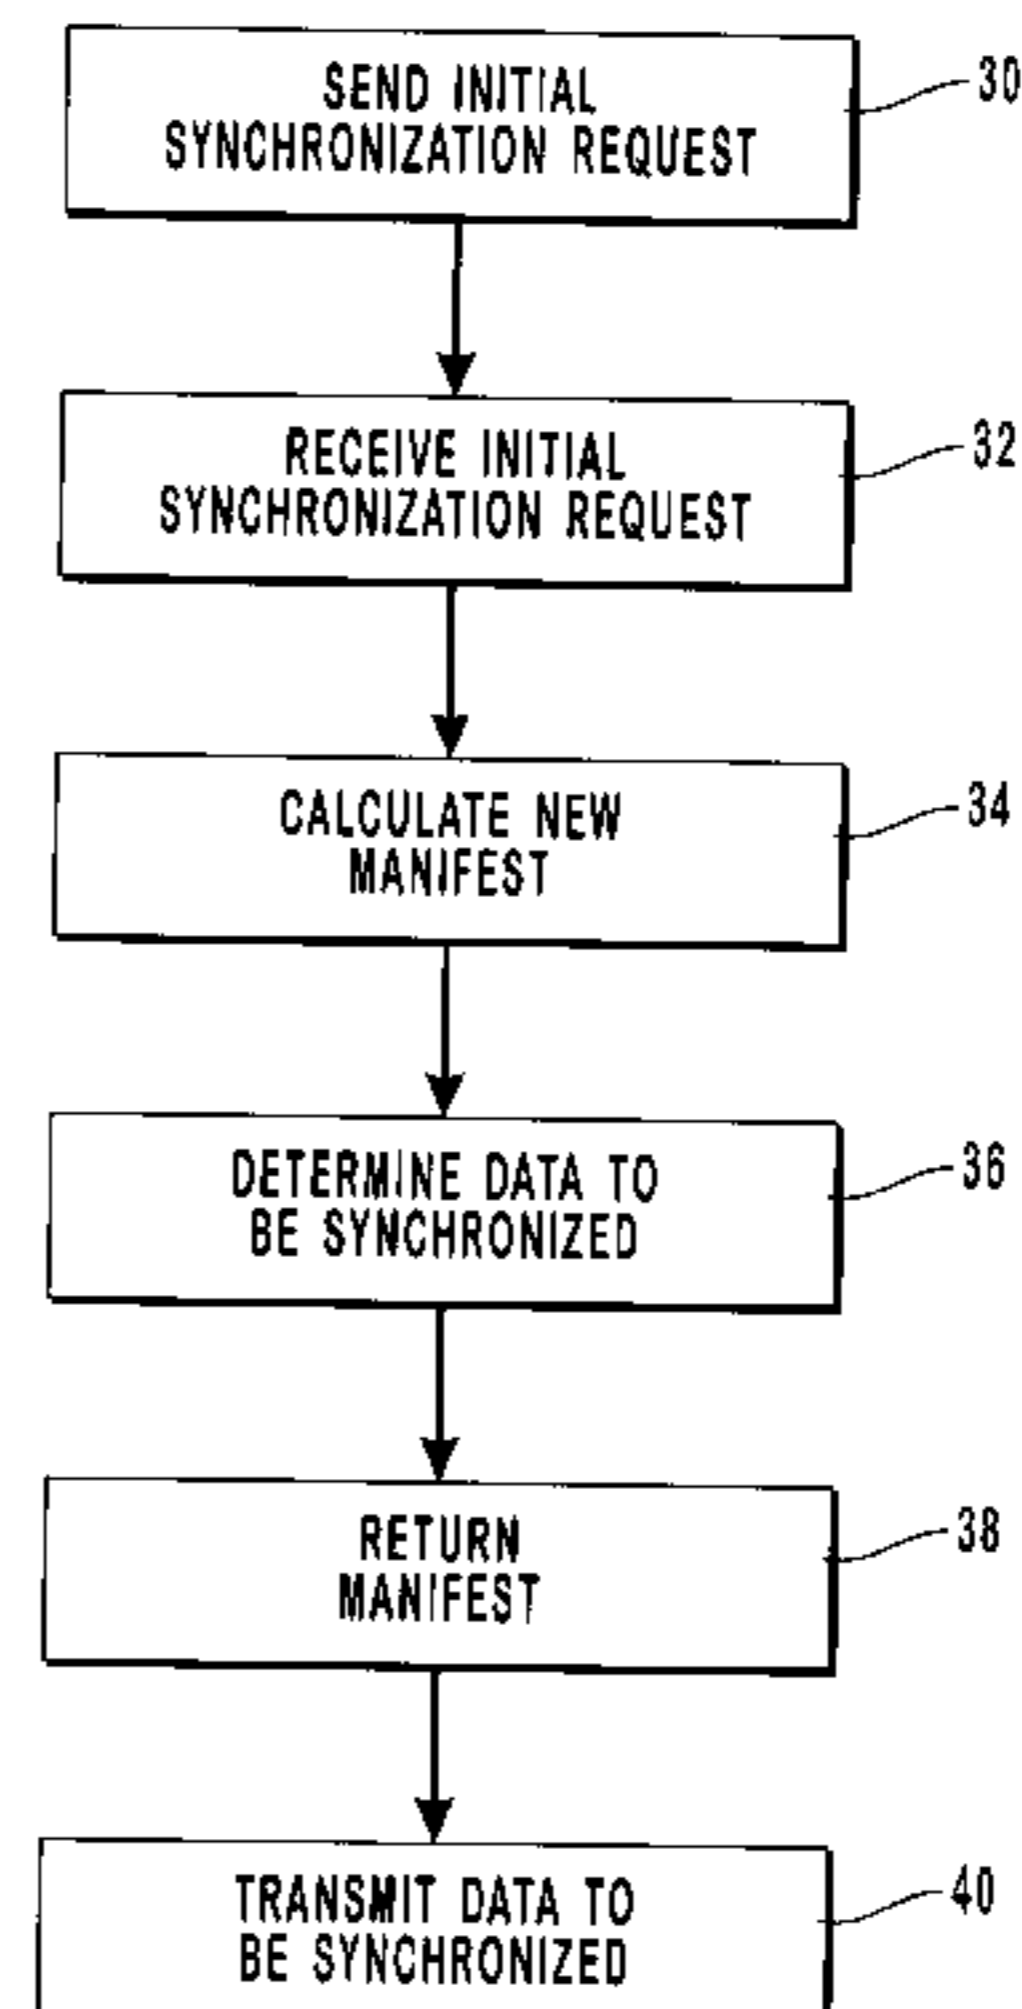 SEND INITIAL
SYNCHRONIZATION REQUEST
30
RECEIVE INITIAL
SYNCHRONIZATION REQUEST
32
CALCULATE NEW
MANIFEST
34
DETERMINE DATA TO
BE SYNCHRONIZED
36
RETURN
MANIFEST
38
TRANSMIT DATA TO
BE SYNCHRONIZED
40